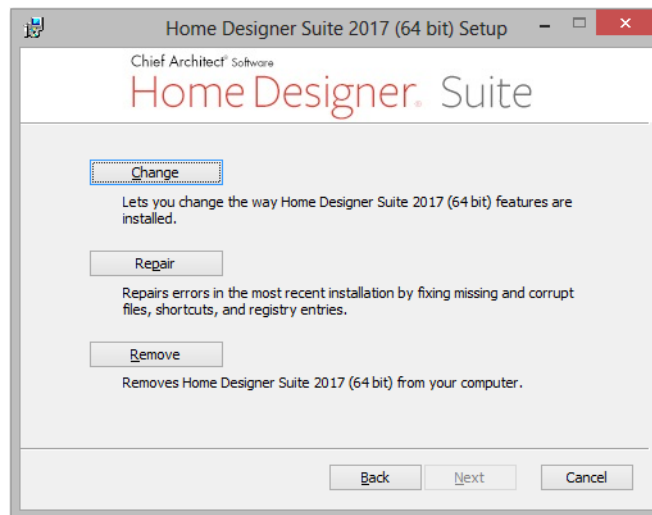 Home Designer Suite 2017 (64 bit) Setup
Chief Architect® Software
Home Designer® Suite
Change
Lets you change the way Home Designer Suite 2017 (64 bit) features are
installed.
Repair
Repairs errors in the most recent installation by fixing missing and corrupt
files, shortcuts, and registry entries.
Remove
Removes Home Designer Suite 2017 (64 bit) from your computer.
Back Next Cancel